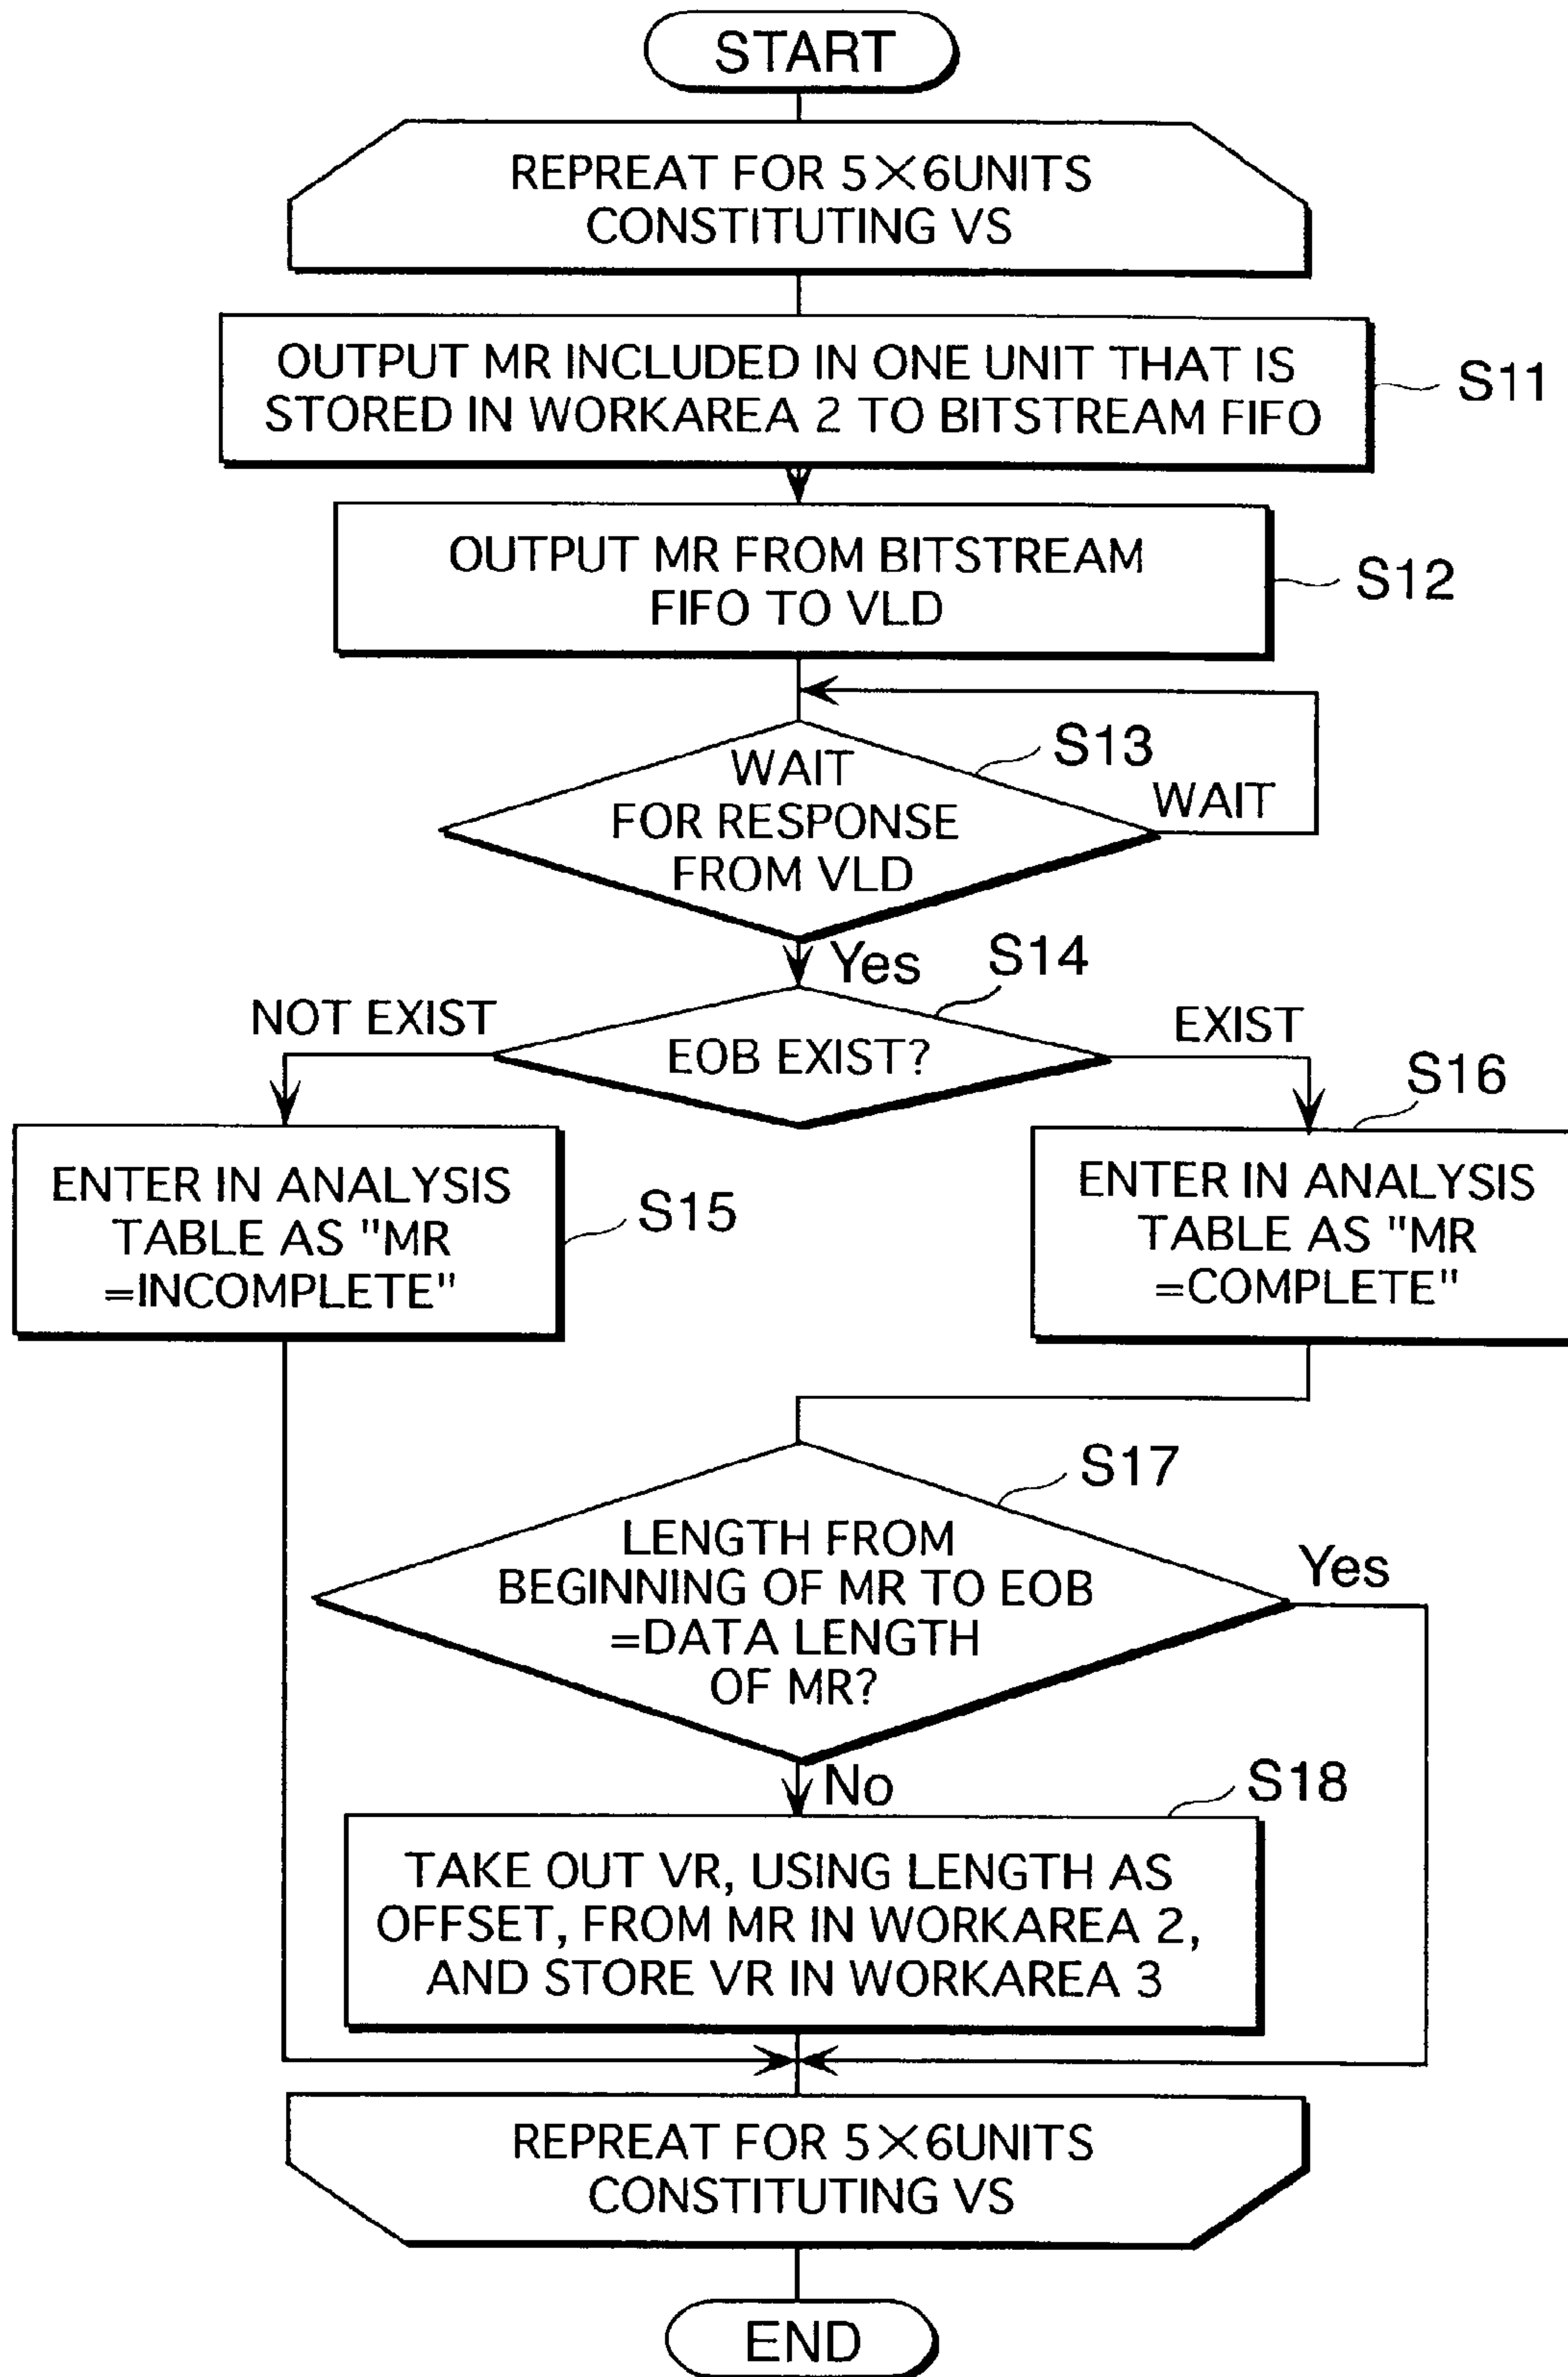 START
REPREAT FOR 5×6UNITS
CONSTITUTING VS
OUTPUT MR INCLUDED IN ONE UNIT THAT IS
STORED IN WORKAREA 2 TO BITSTREAM FIFO
S11
OUTPUT MR FROM BITSTREAM
FIFO TO VLD
S12
WAIT
FOR RESPONSE
FROM VLD
S13
WAIT
Yes
S14
NOT EXIST
EOB EXIST?
EXIST
S16
ENTER IN ANALYSIS
TABLE AS "MR
=INCOMPLETE"
S15
ENTER IN ANALYSIS
TABLE AS "MR
=COMPLETE"
S17
LENGTH FROM
BEGINNING OF MR TO EOB
=DATA LENGTH
OF MR?
Yes
No
S18
TAKE OUT VR, USING LENGTH AS
OFFSET, FROM MR IN WORKAREA 2,
AND STORE VR IN WORKAREA 3
REPREAT FOR 5×6UNITS
CONSTITUTING VS
END